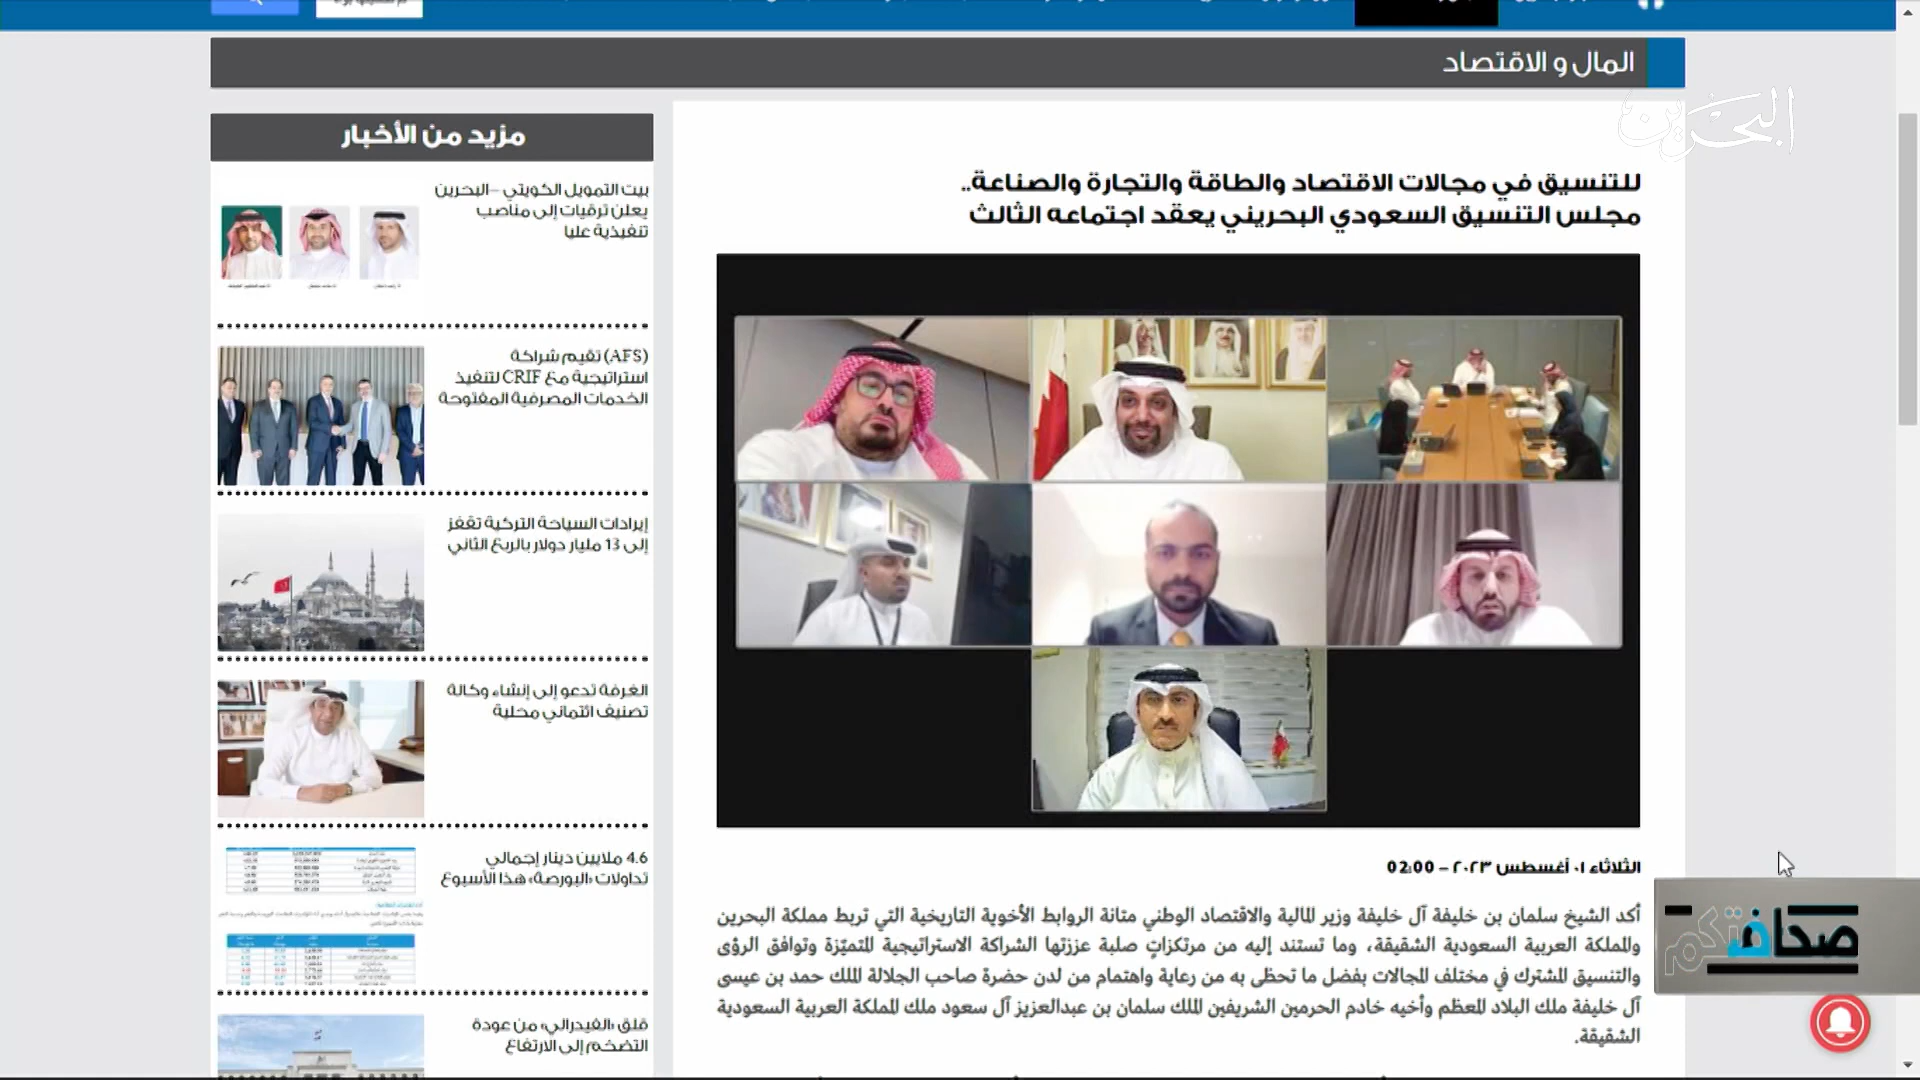 المال و الاقتصاد
البحرين
للتنسيق في مجالات الاقتصاد والطاقة والتجارة والصناعة..
مجلس التنسيق السعودي البحريني يعقد اجتماعه الثالث
الثلاثاء ٠١ أغسطس ٢٠٢٣ - 02:00
أكد الشيخ سلمان بن خليفة آل خليفة وزير المالية والاقتصاد الوطني متانة الروابط الأخوية التاريخية التي تربط مملكة البحرين
والمملكة العربية السعودية الشقيقة، وما تستند إليه من مرتكزاتٍ صلبة عززتها الشراكة الاستراتيجية المتميّزة وتوافق الرؤى
والتنسيق المشترك في مختلف المجالات بفضل ما تحظى به من رعاية واهتمام من لدن حضرة صاحب الجلالة الملك حمد بن عيسى
آل خليفة ملك البلاد المعظم وأخيه خادم الحرمين الشريفين الملك سلمان بن عبدالعزيز آل سعود ملك المملكة العربية السعودية
الشقيقة.
صحافتكم
مزيد من الأخبار
بيت التمويل الكويتي –البحرين
يعلن ترقيات إلى مناصب
تنفيذية عليا
(AFS) تقيم شراكة
استراتيجية مع CRIF لتنفيذ
الخدمات المصرفية المفتوحة
إيرادات السياحة التركية تقفز
إلى 13 مليار دولار بالربع الثاني
الغرفة تدعو إلى إنشاء وكالة
تصنيف ائتماني محلية
4.6 ملايين دينار إجمالي
تداولات «البورصة» هذا الأسبوع
قلق «الفيدرالي» من عودة
التضخم إلى الارتفاع